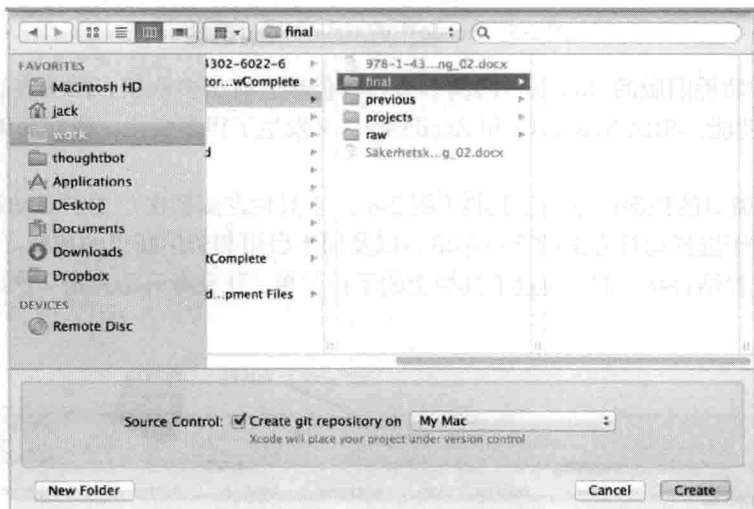 final
FAVORITES
Macintosh HD
jack
work
thoughtbot
Applications
Desktop
Documents
Downloads
Dropbox
DEVICES
Remote Disc
4302-6022-6
tor...wComplete
d
tComplete
d...pment Files
978-1-43...ng_02.docx
final
previous
projects
raw
Säkerhetsk...g_02.docx
Source Control: Create git repository on My Mac
Xcode will place your project under version control
New Folder Cancel Create